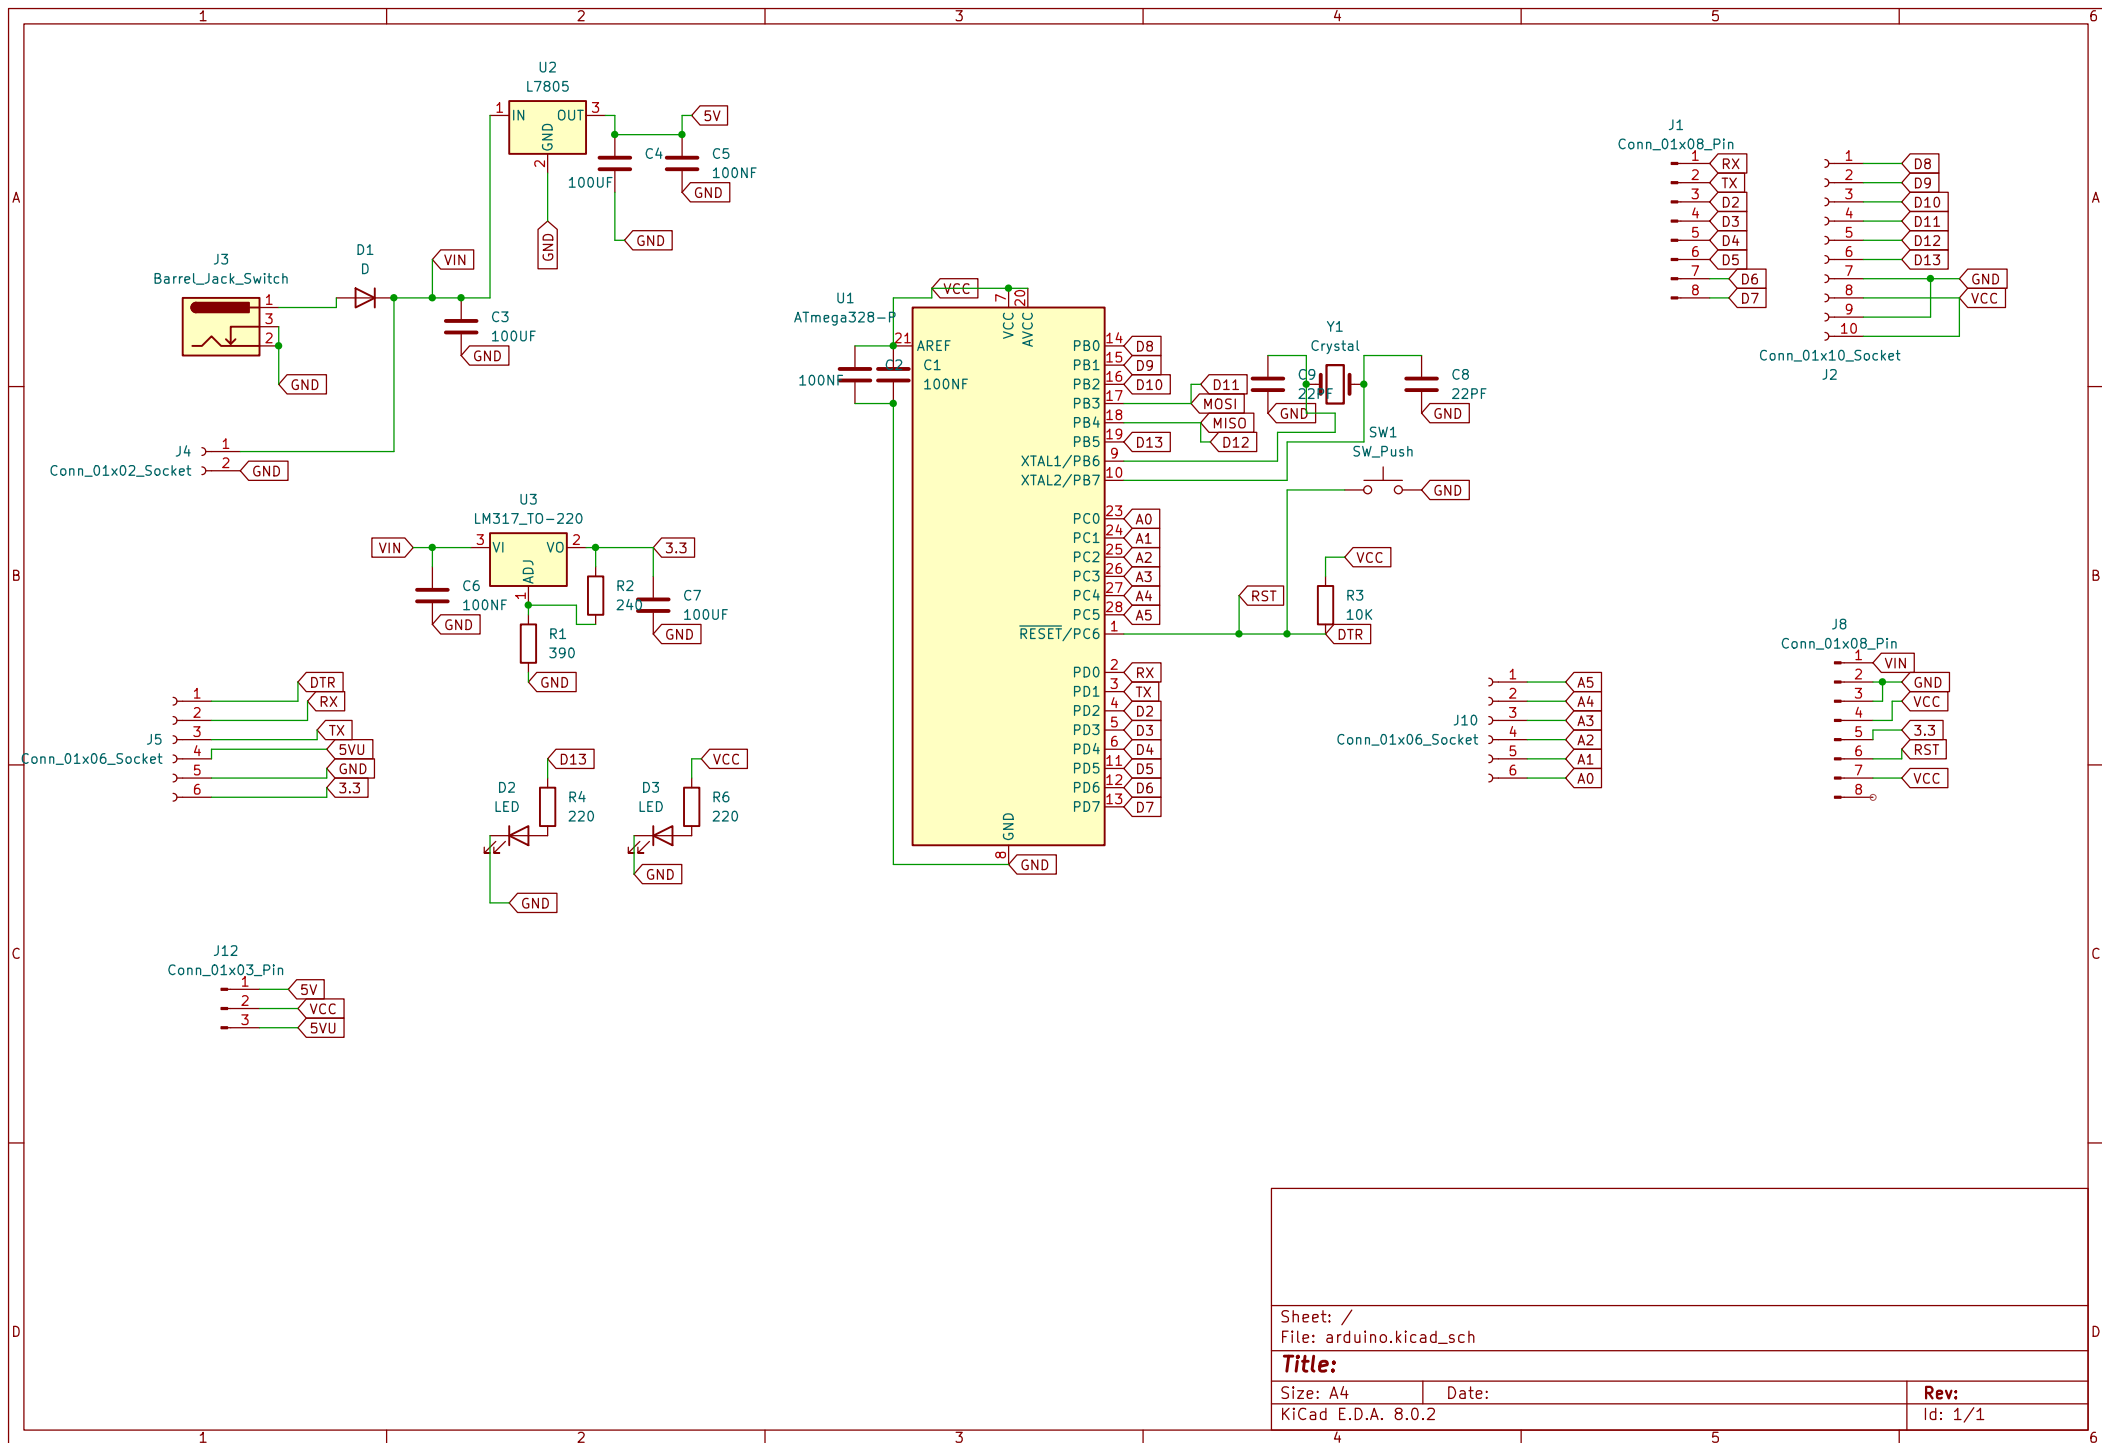 1 2 3 4 5 6
A
B
C
D
A
B
C
D
U2
L7805
1 IN OUT 3
GND
2
GND
5V
C4
100UF
C5
100NF
GND
GND
J3
Barrel_Jack_Switch
1
3
2
GND
D1
D
VIN
C3
100UF
GND
J4
Conn_01x02_Socket
1
2 GND
U3
LM317_TO-220
VIN 3 VI VO 2 3.3
ADJ
1
C6
100NF
GND
R2
240
C7
100UF
GND
R1
390
GND
J5
Conn_01x06_Socket
1 DTR
2 RX
3 TX
4 5VU
5 GND
6 3.3
D13
D2
LED
R4
220
GND
VCC
D3
LED
R6
220
GND
J12
Conn_01x03_Pin
1 5V
2 VCC
3 5VU
U1
ATmega328-P
VCC
7 20
VCC AVCC
21 AREF
C2
100NF
C1
100NF
PB0 14 D8
PB1 15 D9
PB2 16 D10
PB3 17 D11
MOSI
PB4 18 MISO
PB5 19 D13 D12
XTAL1/PB6 9
XTAL2/PB7 10
PC0 23 A0
PC1 24 A1
PC2 25 A2
PC3 26 A3
PC4 27 A4
PC5 28 A5
RESET/PC6 1
PD0 2 RX
PD1 3 TX
PD2 4 D2
PD3 5 D3
PD4 6 D4
PD5 11 D5
PD6 12 D6
PD7 13 D7
GND
8 GND
Y1
Crystal
C9
22PF
GND
C8
22PF
GND
SW1
SW_Push
GND
VCC
RST
R3
10K
DTR
J1
Conn_01x08_Pin
1 RX
2 TX
3 D2
4 D3
5 D4
6 D5
7 D6
8 D7
1 D8
2 D9
3 D10
4 D11
5 D12
6 D13
7 GND
8 VCC
9
10
Conn_01x10_Socket
J2
J10
Conn_01x06_Socket
1 A5
2 A4
3 A3
4 A2
5 A1
6 A0
J8
Conn_01x08_Pin
1 VIN
2 GND
3 VCC
4
5 3.3
6 RST
7 VCC
8
Sheet: /
File: arduino.kicad_sch
Title:
Size: A4 Date: Rev:
KiCad E.D.A. 8.0.2 Id: 1/1
1 2 3 4 5 6